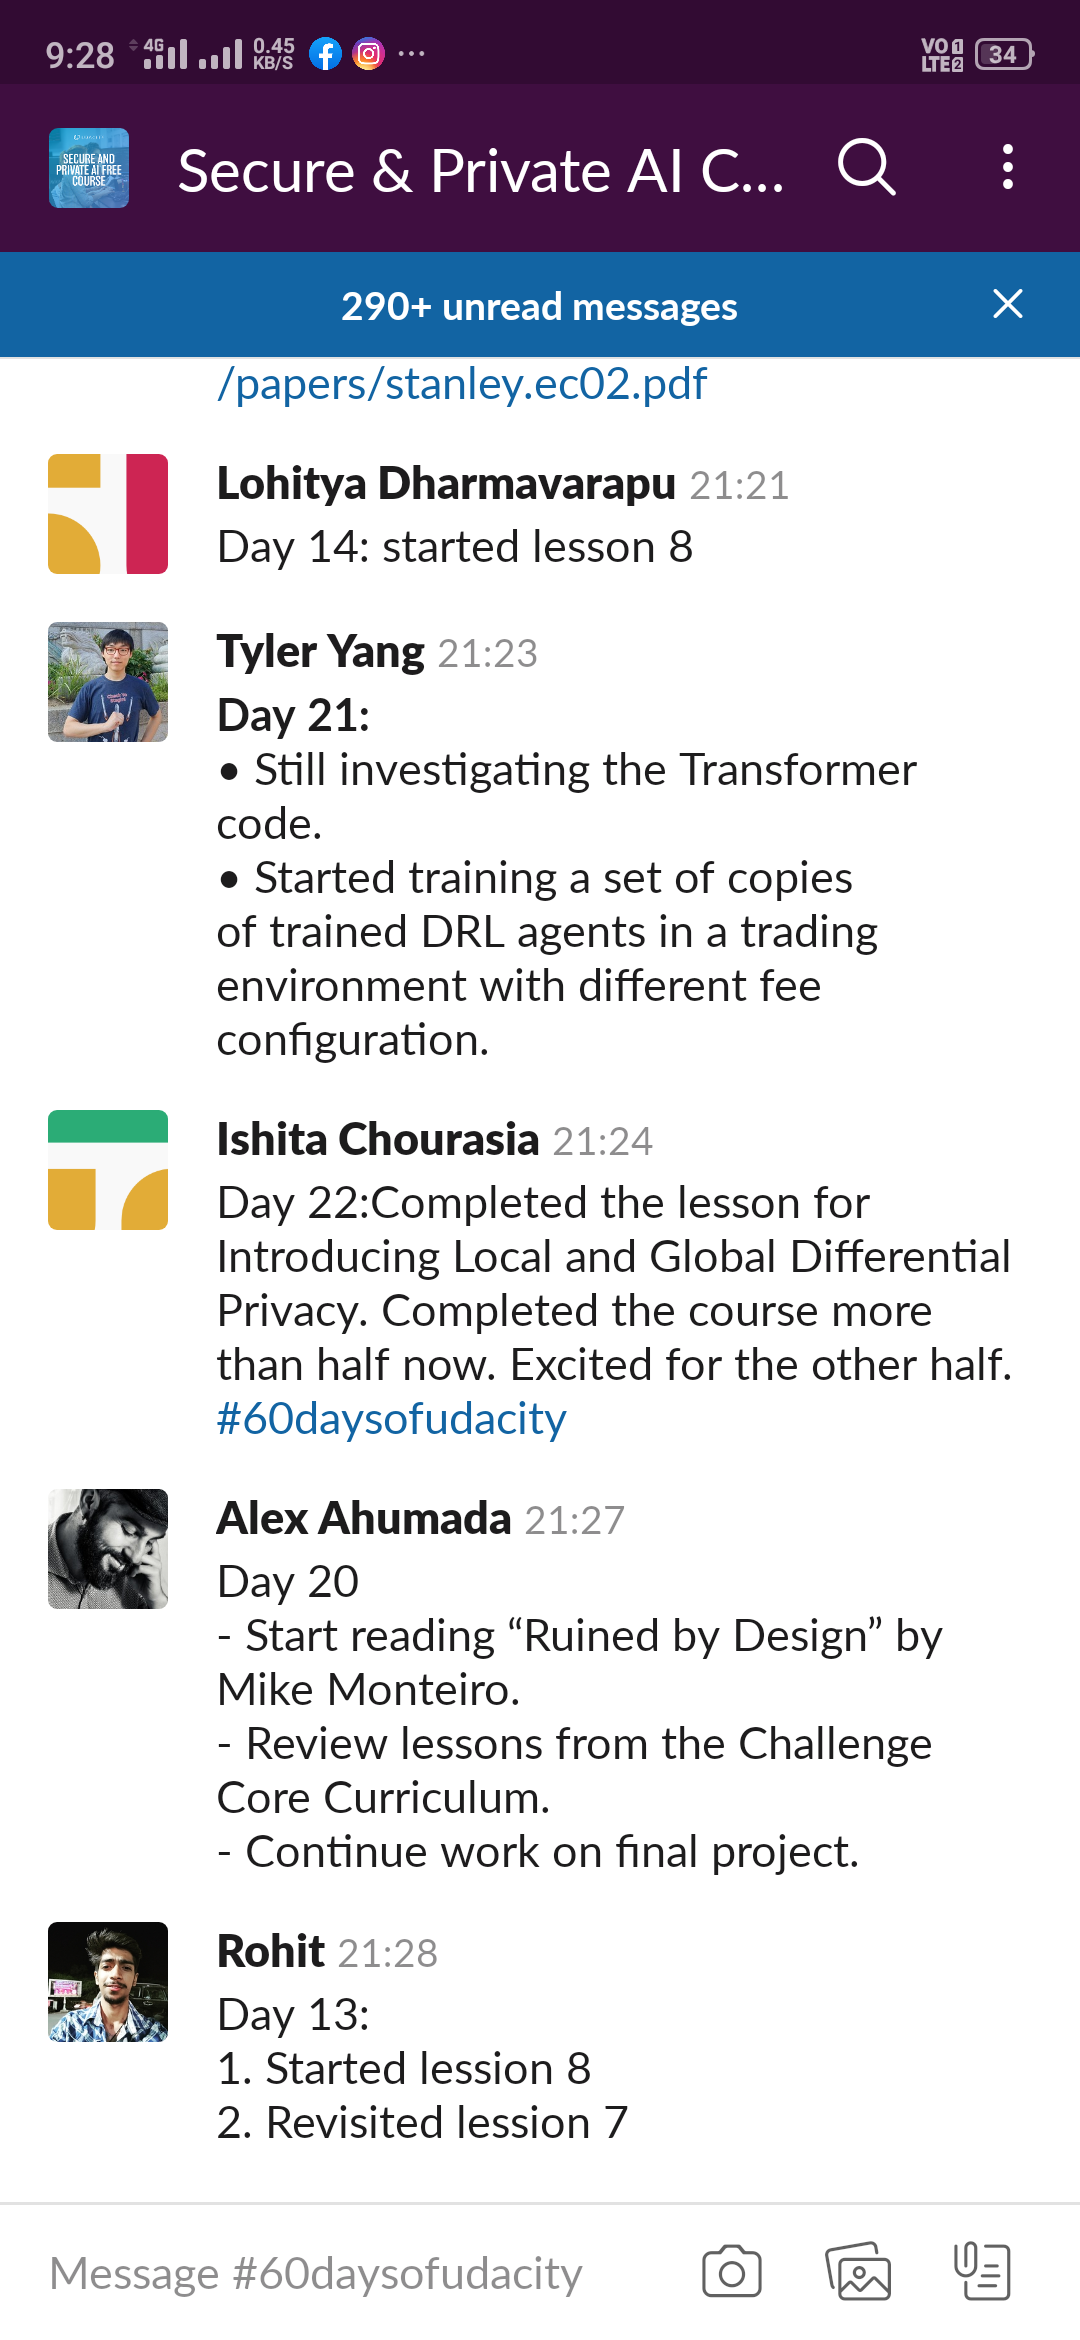 9:28 4G 0.45 KB/S VO 1 LTE 2 34
SECURE AND
PRIVATE AI FREE
COURSE
Secure & Private AI C...
290+ unread messages
/papers/stanley.ec02.pdf
Lohitya Dharmavarapu 21:21
Day 14: started lesson 8
Tyler Yang 21:23
Day 21:
• Still investigating the Transformer
code.
• Started training a set of copies
of trained DRL agents in a trading
environment with different fee
configuration.
Ishita Chourasia 21:24
Day 22:Completed the lesson for
Introducing Local and Global Differential
Privacy. Completed the course more
than half now. Excited for the other half.
#60daysofudacity
Alex Ahumada 21:27
Day 20
- Start reading “Ruined by Design” by
Mike Monteiro.
- Review lessons from the Challenge
Core Curriculum.
- Continue work on final project.
Rohit 21:28
Day 13:
1. Started lession 8
2. Revisited lession 7
Message #60daysofudacity